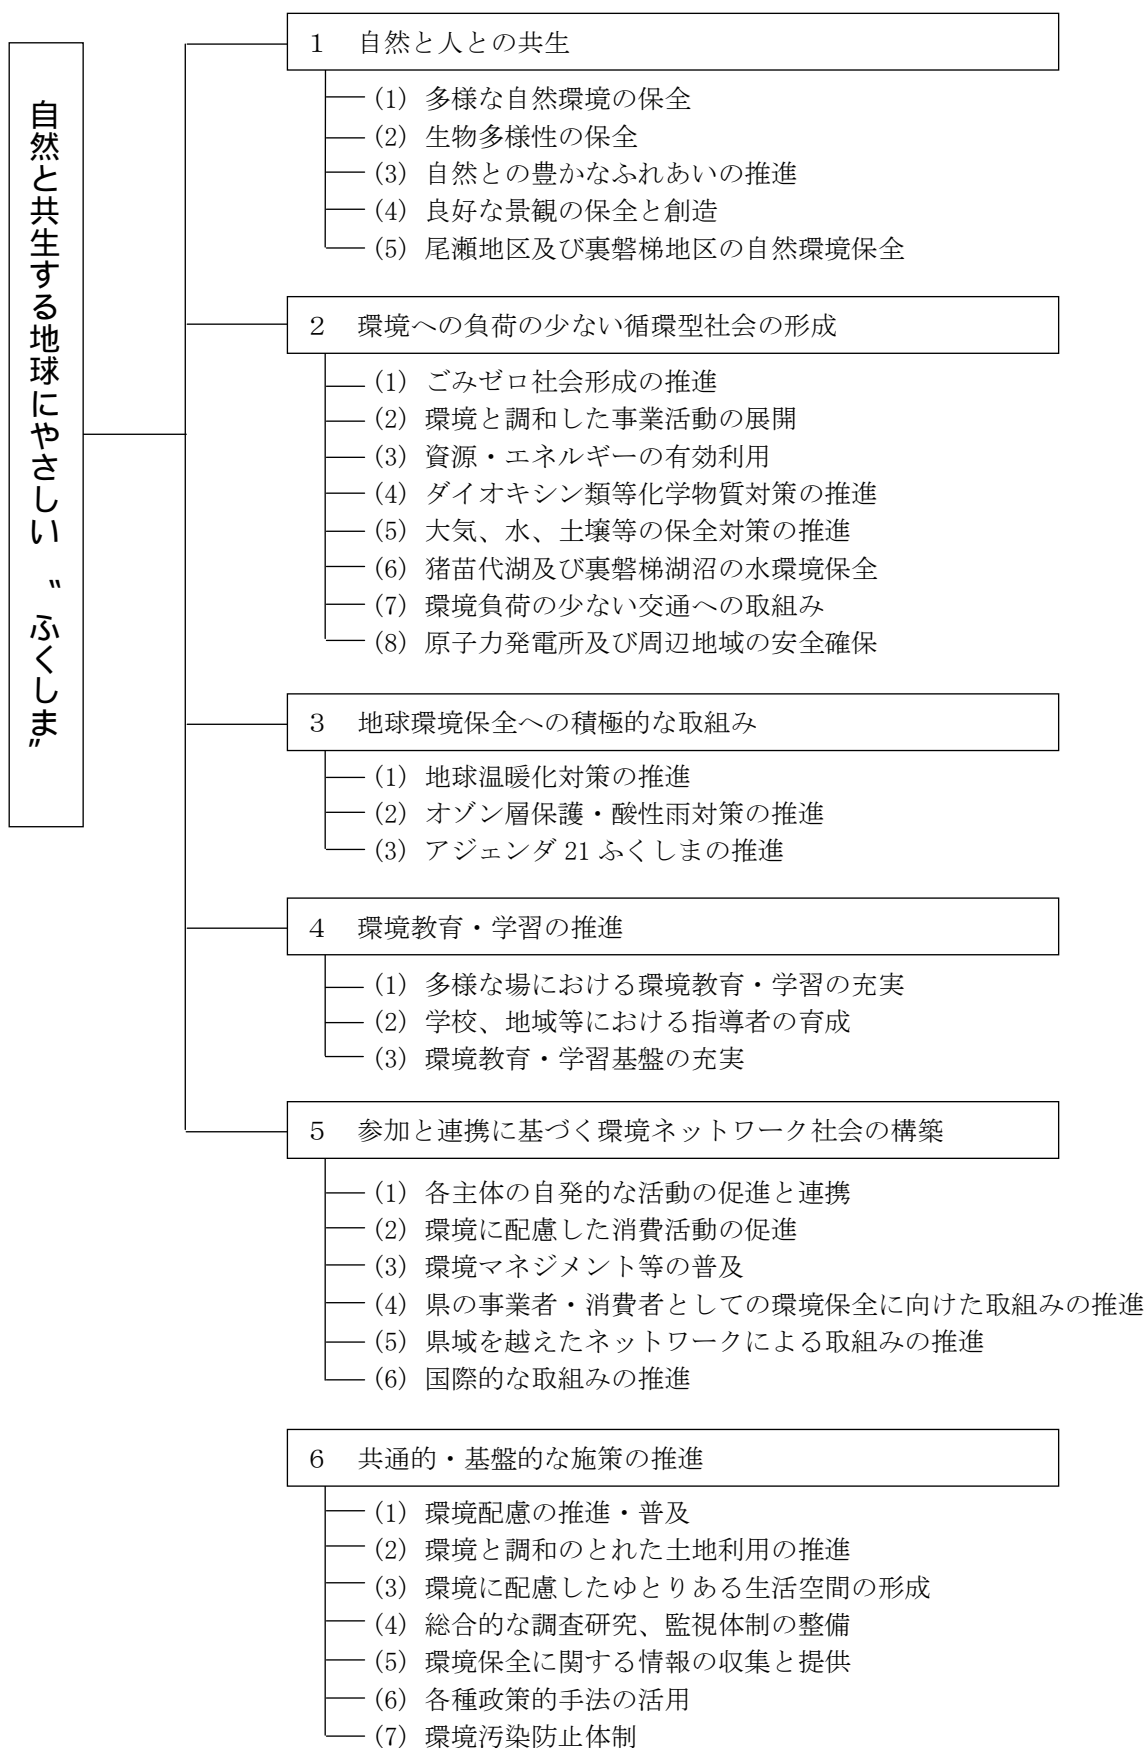 自然と共生する地球にやさしい〝ふくしま〟
1 自然と人との共生
(1) 多様な自然環境の保全
(2) 生物多様性の保全
(3) 自然との豊かなふれあいの推進
(4) 良好な景観の保全と創造
(5) 尾瀬地区及び裏磐梯地区の自然環境保全
2 環境への負荷の少ない循環型社会の形成
(1) ごみゼロ社会形成の推進
(2) 環境と調和した事業活動の展開
(3) 資源・エネルギーの有効利用
(4) ダイオキシン類等化学物質対策の推進
(5) 大気、水、土壌等の保全対策の推進
(6) 猪苗代湖及び裏磐梯湖沼の水環境保全
(7) 環境負荷の少ない交通への取組み
(8) 原子力発電所及び周辺地域の安全確保
3 地球環境保全への積極的な取組み
(1) 地球温暖化対策の推進
(2) オゾン層保護・酸性雨対策の推進
(3) アジェンダ 21 ふくしまの推進
4 環境教育・学習の推進
(1) 多様な場における環境教育・学習の充実
(2) 学校、地域等における指導者の育成
(3) 環境教育・学習基盤の充実
5 参加と連携に基づく環境ネットワーク社会の構築
(1) 各主体の自発的な活動の促進と連携
(2) 環境に配慮した消費活動の促進
(3) 環境マネジメント等の普及
(4) 県の事業者・消費者としての環境保全に向けた取組みの推進
(5) 県域を越えたネットワークによる取組みの推進
(6) 国際的な取組みの推進
6 共通的・基盤的な施策の推進
(1) 環境配慮の推進・普及
(2) 環境と調和のとれた土地利用の推進
(3) 環境に配慮したゆとりある生活空間の形成
(4) 総合的な調査研究、監視体制の整備
(5) 環境保全に関する情報の収集と提供
(6) 各種政策的手法の活用
(7) 環境汚染防止体制